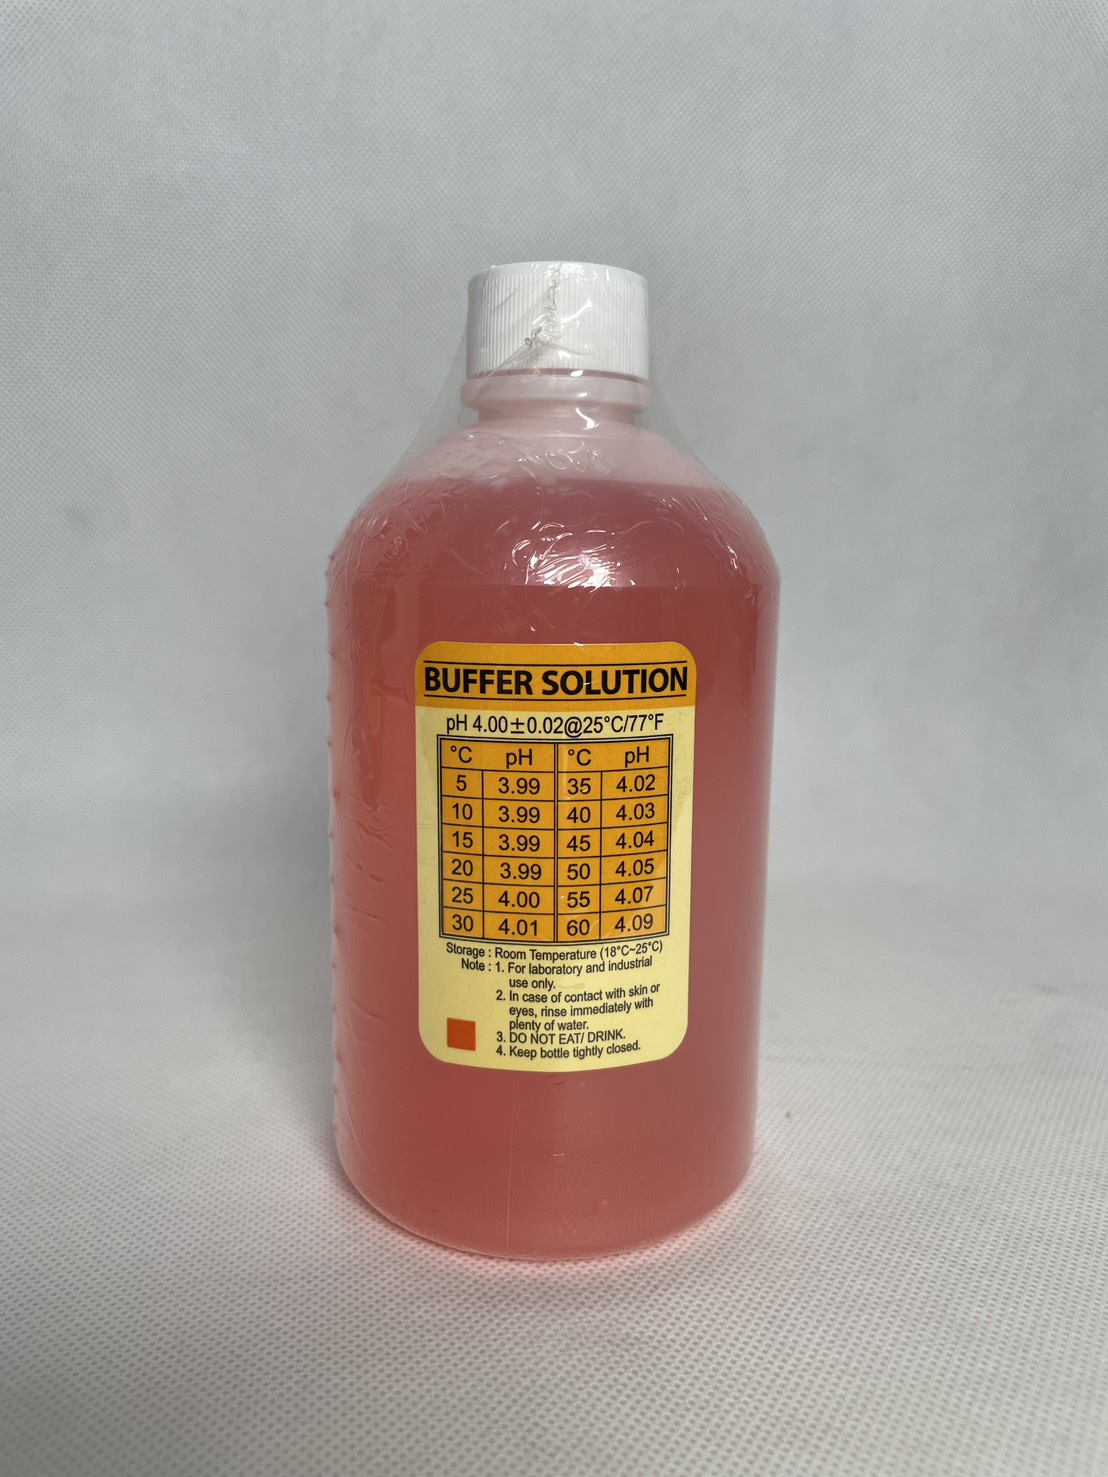 BUFFER SOLUTION
pH 4.00±0.02@25°C/77°F
°C pH °C pH
5 3.99 35 4.02
10 3.99 40 4.03
15 3.99 45 4.04
20 3.99 50 4.05
25 4.00 55 4.07
30 4.01 60 4.09
Storage : Room Temperature (18°C~25°C)
Note : 1. For laboratory and industrial
use only.
2. In case of contact with skin or
eyes, rinse immediately with
plenty of water.
3. DO NOT EAT/ DRINK.
4. Keep bottle tightly closed.